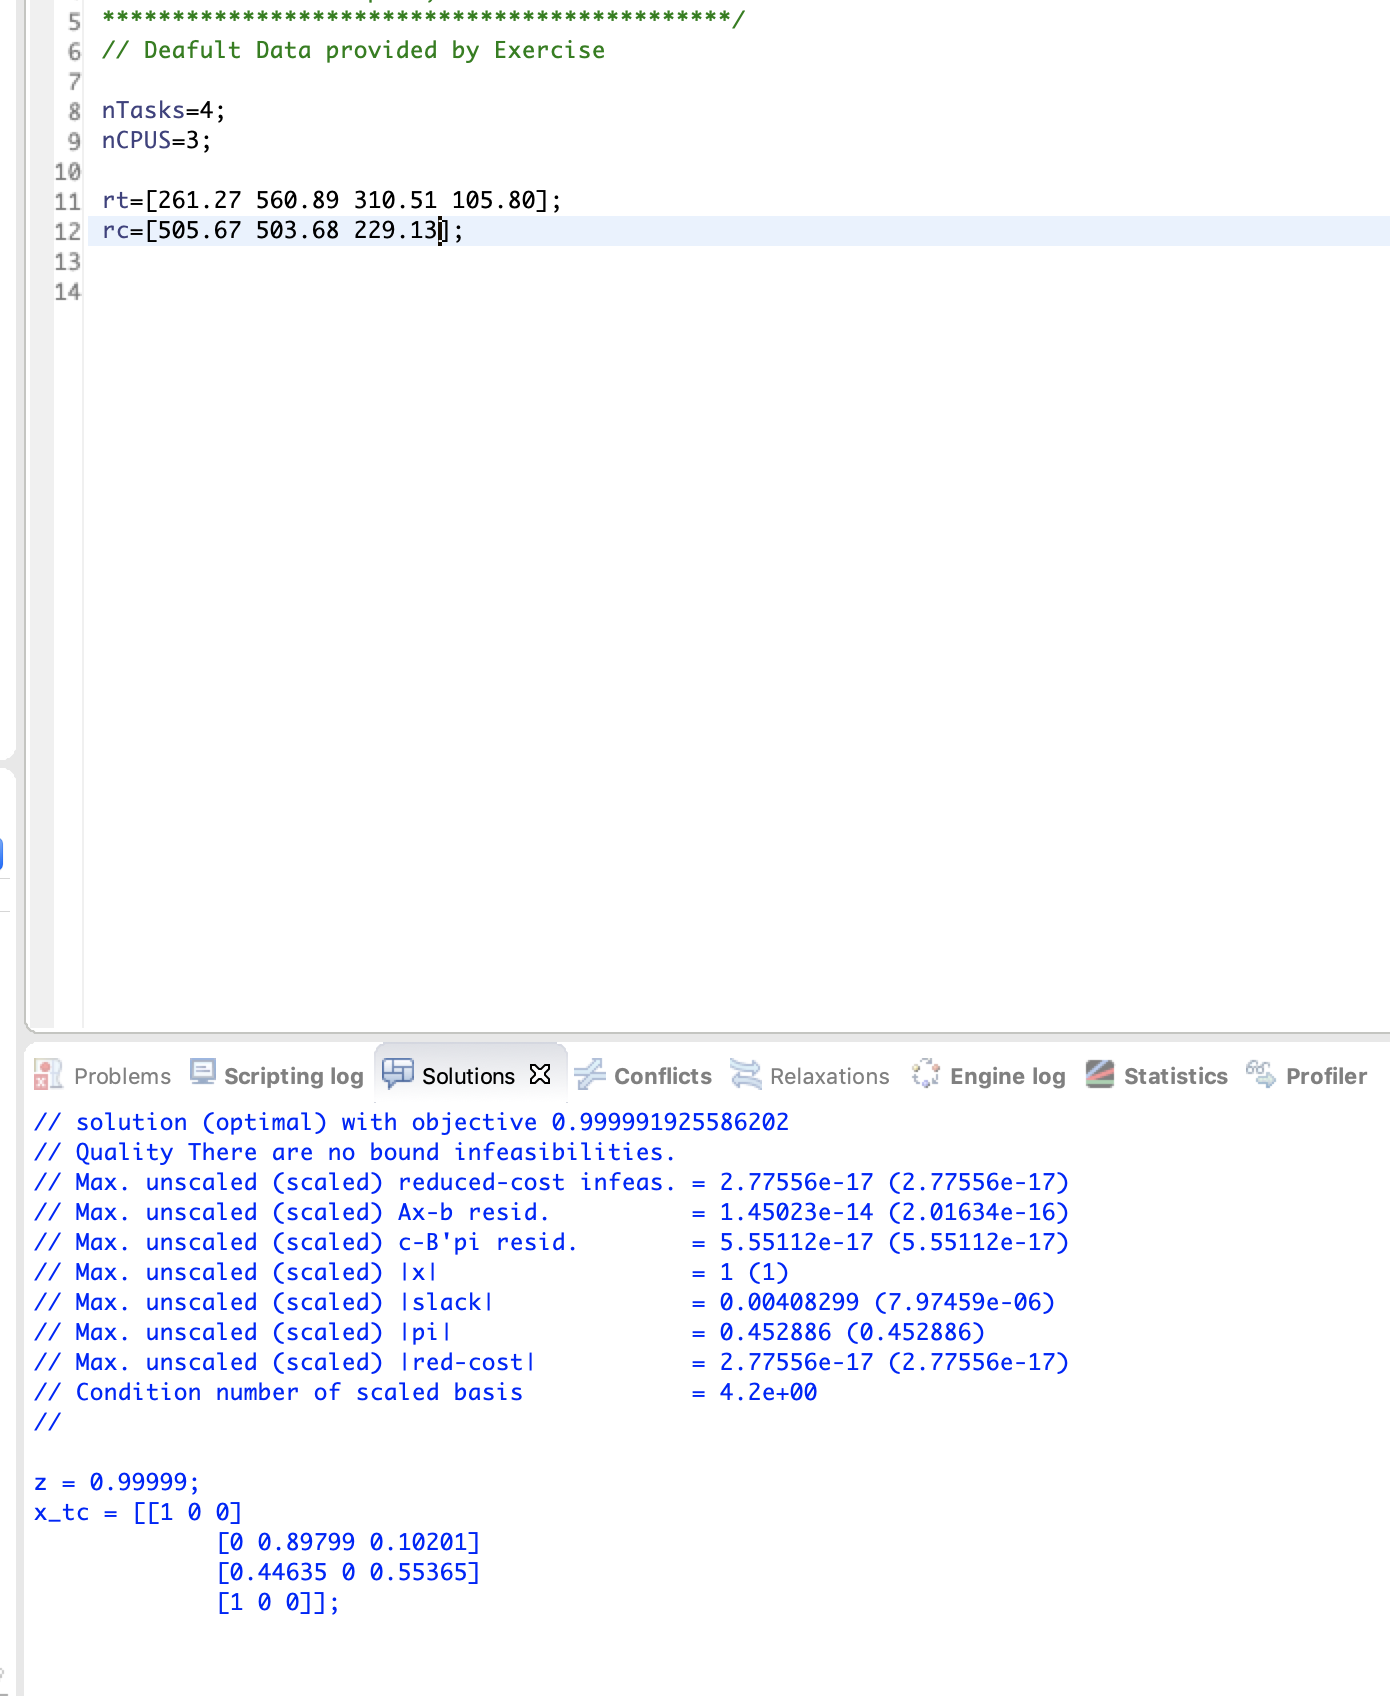 5 *********************************************/
6 // Deafult Data provided by Exercise
7
8 nTasks=4;
9 nCPUS=3;
10
11 rt=[261.27 560.89 310.51 105.80];
12 rc=[505.67 503.68 229.13];
13
14
Problems Scripting log Solutions Conflicts Relaxations Engine log Statistics Profiler
// solution (optimal) with objective 0.999991925586202
// Quality There are no bound infeasibilities.
// Max. unscaled (scaled) reduced-cost infeas. = 2.77556e-17 (2.77556e-17)
// Max. unscaled (scaled) Ax-b resid. = 1.45023e-14 (2.01634e-16)
// Max. unscaled (scaled) c-B'pi resid. = 5.55112e-17 (5.55112e-17)
// Max. unscaled (scaled) |x| = 1 (1)
// Max. unscaled (scaled) |slack| = 0.00408299 (7.97459e-06)
// Max. unscaled (scaled) |pi| = 0.452886 (0.452886)
// Max. unscaled (scaled) |red-cost| = 2.77556e-17 (2.77556e-17)
// Condition number of scaled basis = 4.2e+00
//
z = 0.99999;
x_tc = [[1 0 0]
[0 0.89799 0.10201]
[0.44635 0 0.55365]
[1 0 0]];